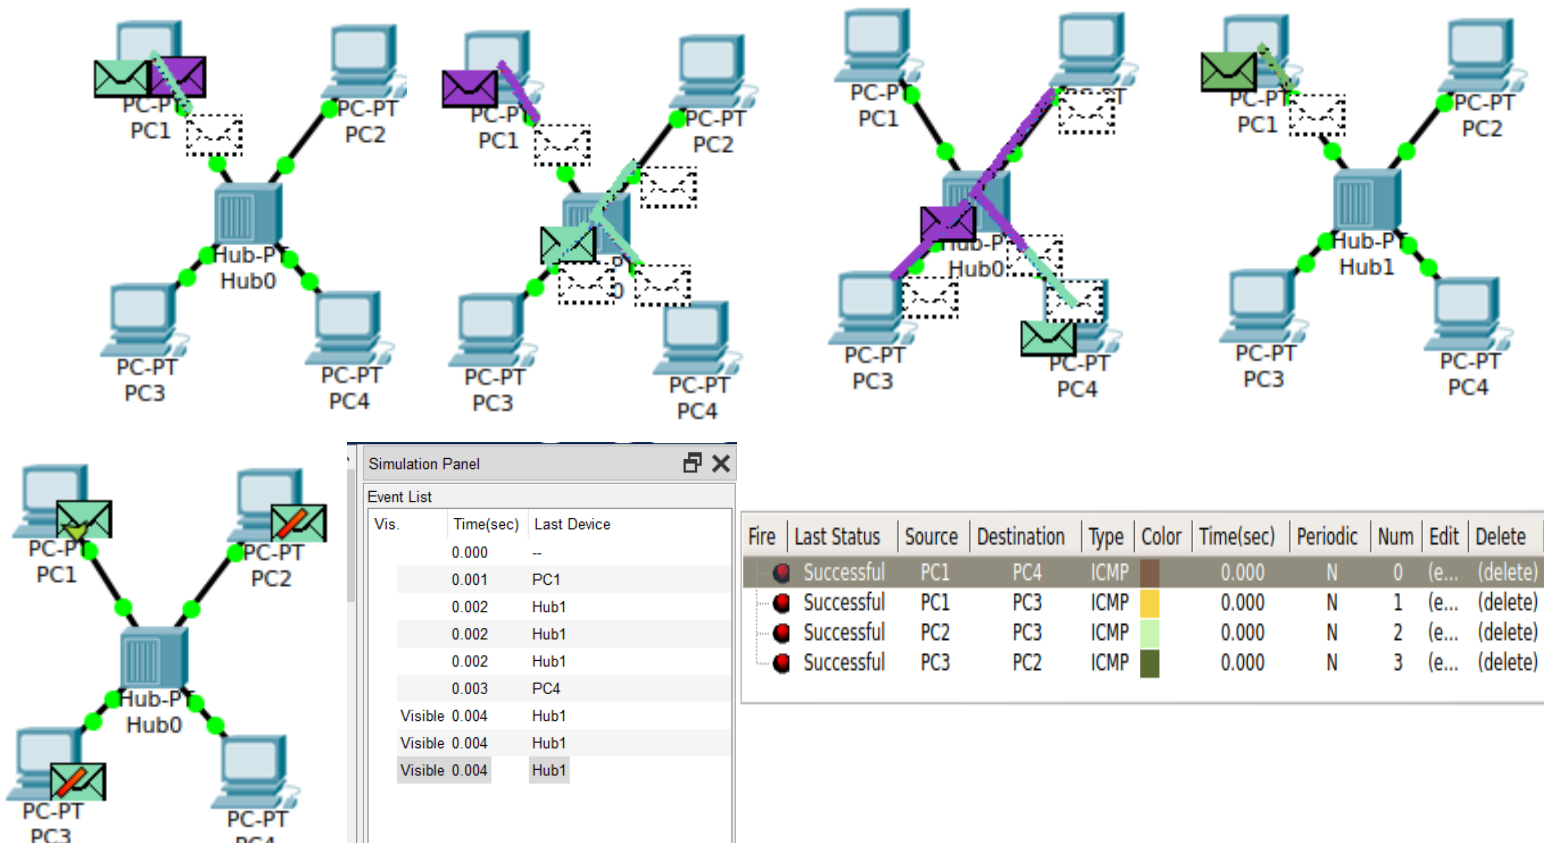 PC-PT
PC1
PC-PT
PC2
Hub-PT
Hub0
PC-PT
PC3
PC-PT
PC4
PC-PT
PC1
PC-PT
PC2
PC-PT
PC3
PC-PT
PC4
PC-PT
PC1
Hub-PT
Hub0
PC-PT
PC3
PC-PT
PC4
PC-PT
PC1
PC-PT
PC2
Hub-PT
Hub1
PC-PT
PC3
PC-PT
PC4
PC-PT
PC1
PC-PT
PC2
Hub-PT
Hub0
PC-PT
PC3
PC-PT
PC4
Simulation Panel
Event List
Vis. Time(sec) Last Device
0.000 --
0.001 PC1
0.002 Hub1
0.002 Hub1
0.002 Hub1
0.003 PC4
Visible 0.004 Hub1
Visible 0.004 Hub1
Visible 0.004 Hub1
Fire Last Status Source Destination Type Color Time(sec) Periodic Num Edit Delete
Successful PC1 PC4 ICMP 0.000 N 0 (e... (delete)
Successful PC1 PC3 ICMP 0.000 N 1 (e... (delete)
Successful PC2 PC3 ICMP 0.000 N 2 (e... (delete)
Successful PC3 PC2 ICMP 0.000 N 3 (e... (delete)